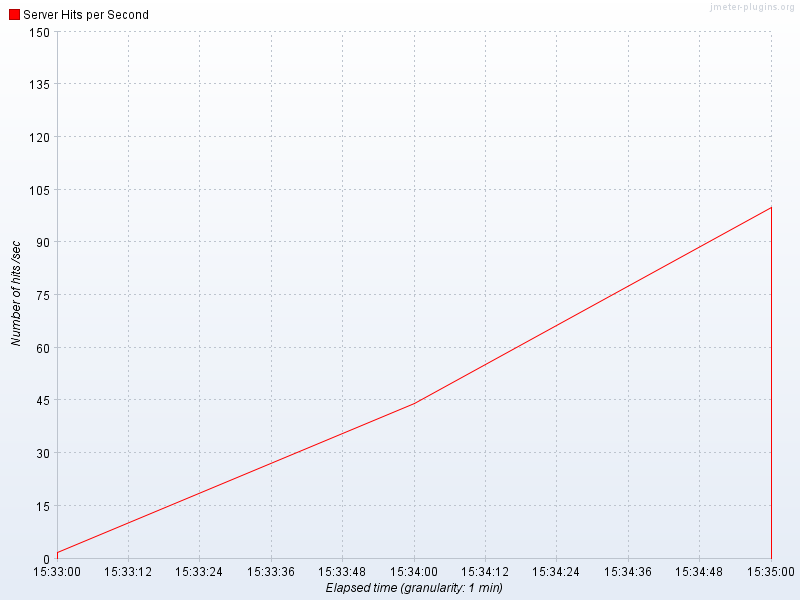 jmeter-plugins.org
Server Hits per Second
150
135
120
105
90
75
60
45
30
15
0
Number of hits /sec
15:33:00 15:33:12 15:33:24 15:33:36 15:33:48 15:34:00 15:34:12 15:34:24 15:34:36 15:34:48 15:35:00
Elapsed time (granularity: 1 min)